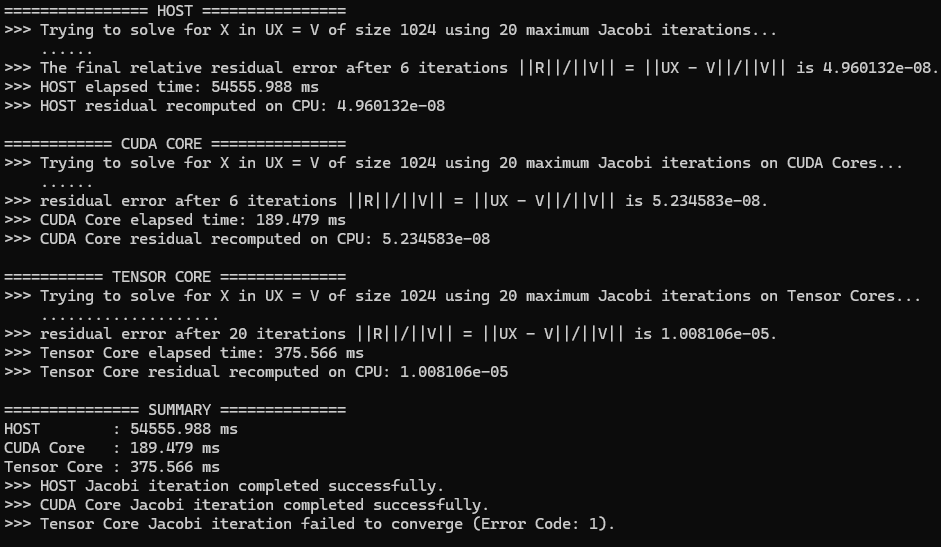 ================ HOST ================
>>> Trying to solve for X in UX = V of size 1024 using 20 maximum Jacobi iterations...
    ......
>>> The final relative residual error after 6 iterations ||R||/||V|| = ||UX - V||/||V|| is 4.960132e-08.
>>> HOST elapsed time: 54555.988 ms
>>> HOST residual recomputed on CPU: 4.960132e-08

============ CUDA CORE ===============
>>> Trying to solve for X in UX = V of size 1024 using 20 maximum Jacobi iterations on CUDA Cores...
    ......
>>> residual error after 6 iterations ||R||/||V|| = ||UX - V||/||V|| is 5.234583e-08.
>>> CUDA Core elapsed time: 189.479 ms
>>> CUDA Core residual recomputed on CPU: 5.234583e-08

=========== TENSOR CORE ==============
>>> Trying to solve for X in UX = V of size 1024 using 20 maximum Jacobi iterations on Tensor Cores...
    ....................
>>> residual error after 20 iterations ||R||/||V|| = ||UX - V||/||V|| is 1.008106e-05.
>>> Tensor Core elapsed time: 375.566 ms
>>> Tensor Core residual recomputed on CPU: 1.008106e-05

=============== SUMMARY ==============
HOST        : 54555.988 ms
CUDA Core   : 189.479 ms
Tensor Core : 375.566 ms
>>> HOST Jacobi iteration completed successfully.
>>> CUDA Core Jacobi iteration completed successfully.
>>> Tensor Core Jacobi iteration failed to converge (Error Code: 1).